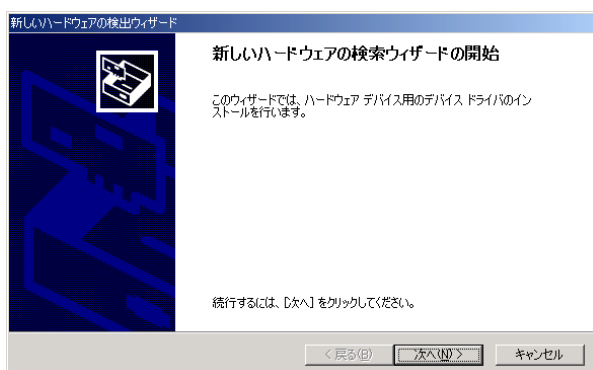 新しいハードウェアの検出ウィザード
新しいハードウェアの検索ウィザードの開始
このウィザードでは、ハードウェア デバイス用のデバイス ドライバのイン
ストールを行います。
続行するには、[次へ] をクリックしてください。
< 戻る(B) 次へ(N) > キャンセル